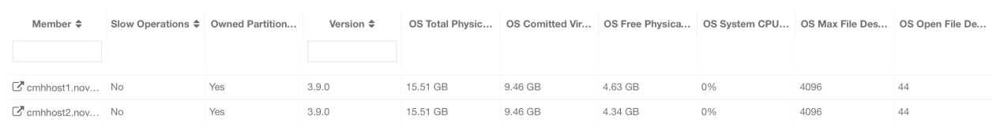 Member Slow Operations Owned Partition... Version OS Total Physic... OS Comitted Vir... OS Free Physica... OS System CPU... OS Max File Des... OS Open File De...
cmhhost1.nov... No Yes 3.9.0 15.51 GB 9.46 GB 4.63 GB 0% 4096 44
cmhhost2.nov... No Yes 3.9.0 15.51 GB 9.46 GB 4.34 GB 0% 4096 44